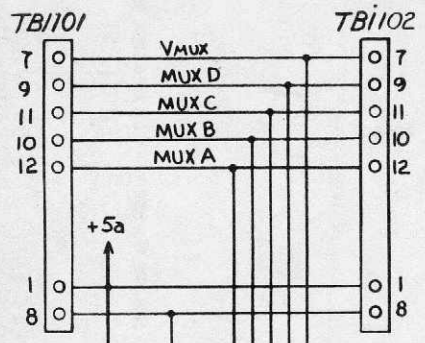 TB1101 TB1102
7 VMUX 7
9 MUX D 9
11 MUX C 11
10 MUX B 10
12 MUX A 12
+5a
1 1
8 8